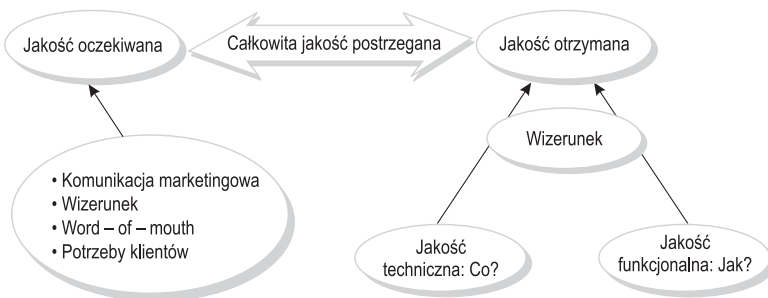 Jakość oczekiwana
Całkowita jakość postrzegana
Jakość otrzymana
Wizerunek
• Komunikacja marketingowa
• Wizerunek
• Word – of – mouth
• Potrzeby klientów
Jakość
techniczna: Co?
Jakość
funkcjonalna: Jak?